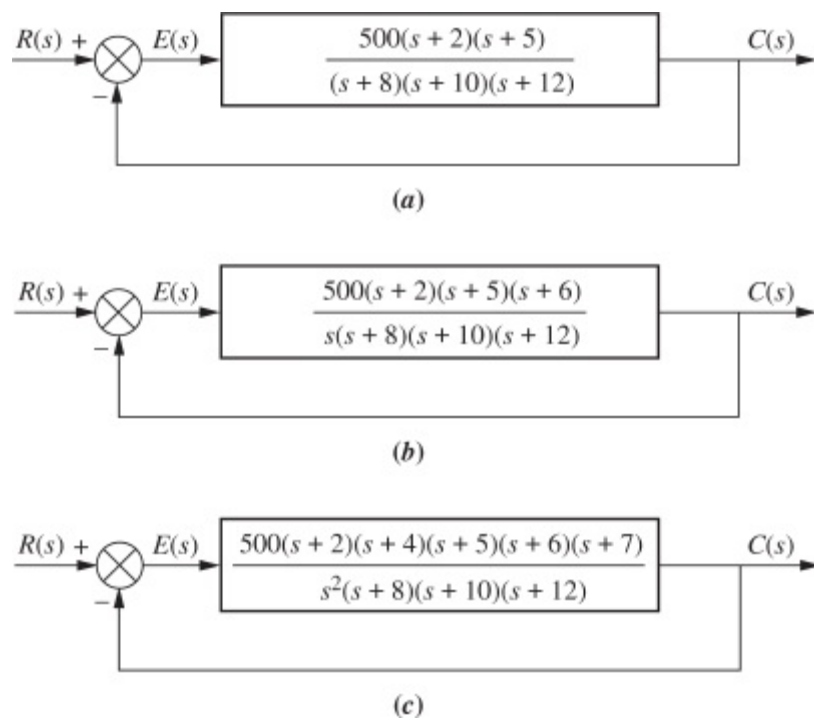 R(s) + E(s) 500(s + 2)(s + 5) C(s)
(s + 8)(s + 10)(s + 12)
−
(a)
R(s) + E(s) 500(s + 2)(s + 5)(s + 6) C(s)
s(s + 8)(s + 10)(s + 12)
−
(b)
R(s) + E(s) 500(s + 2)(s + 4)(s + 5)(s + 6)(s + 7) C(s)
s²(s + 8)(s + 10)(s + 12)
−
(c)